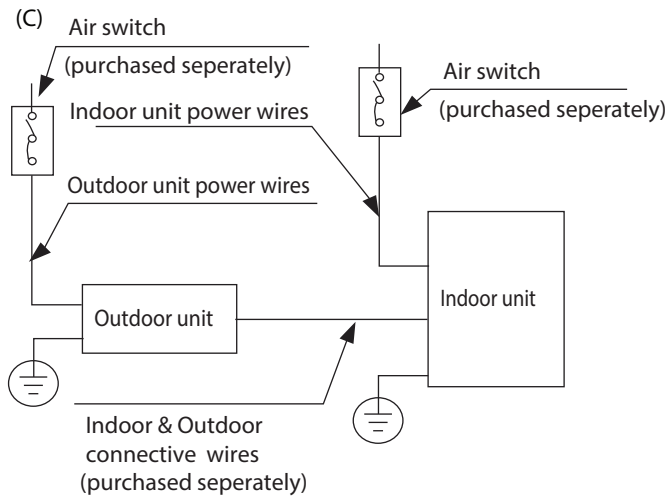 (C)
Air switch
(purchased seperately)
Air switch
(purchased seperately)
Indoor unit power wires
Outdoor unit power wires
Outdoor unit
Indoor unit
Indoor & Outdoor
connective wires
(purchased seperately)